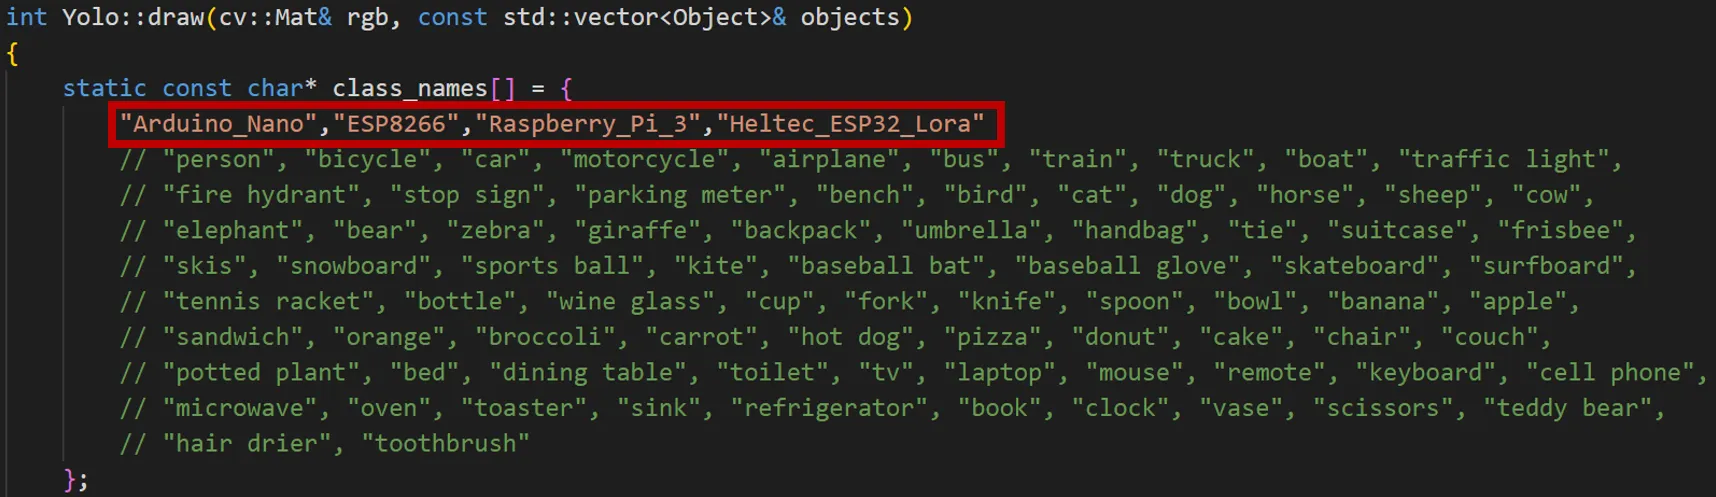 int Yolo::draw(cv::Mat& rgb, const std::vector<Object>& objects)
{
static const char* class_names[] = {
"Arduino_Nano","ESP8266","Raspberry_Pi_3","Heltec_ESP32_Lora"
// "person", "bicycle", "car", "motorcycle", "airplane", "bus", "train", "truck", "boat", "traffic light",
// "fire hydrant", "stop sign", "parking meter", "bench", "bird", "cat", "dog", "horse", "sheep", "cow",
// "elephant", "bear", "zebra", "giraffe", "backpack", "umbrella", "handbag", "tie", "suitcase", "frisbee",
// "skis", "snowboard", "sports ball", "kite", "baseball bat", "baseball glove", "skateboard", "surfboard",
// "tennis racket", "bottle", "wine glass", "cup", "fork", "knife", "spoon", "bowl", "banana", "apple",
// "sandwich", "orange", "broccoli", "carrot", "hot dog", "pizza", "donut", "cake", "chair", "couch",
// "potted plant", "bed", "dining table", "toilet", "tv", "laptop", "mouse", "remote", "keyboard", "cell phone",
// "microwave", "oven", "toaster", "sink", "refrigerator", "book", "clock", "vase", "scissors", "teddy bear",
// "hair drier", "toothbrush"
};